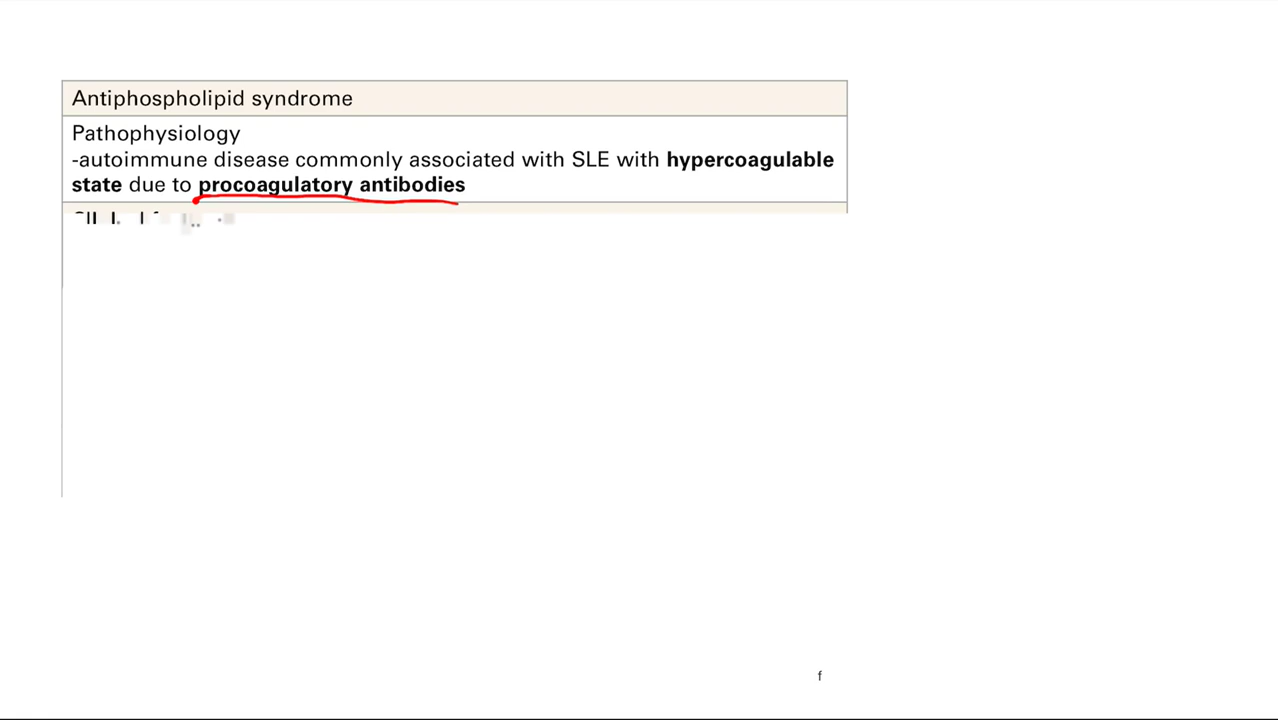 Antiphospholipid syndrome
Pathophysiology
-autoimmune disease commonly associated with SLE with hypercoagulable
state due to procoagulatory antibodies
f